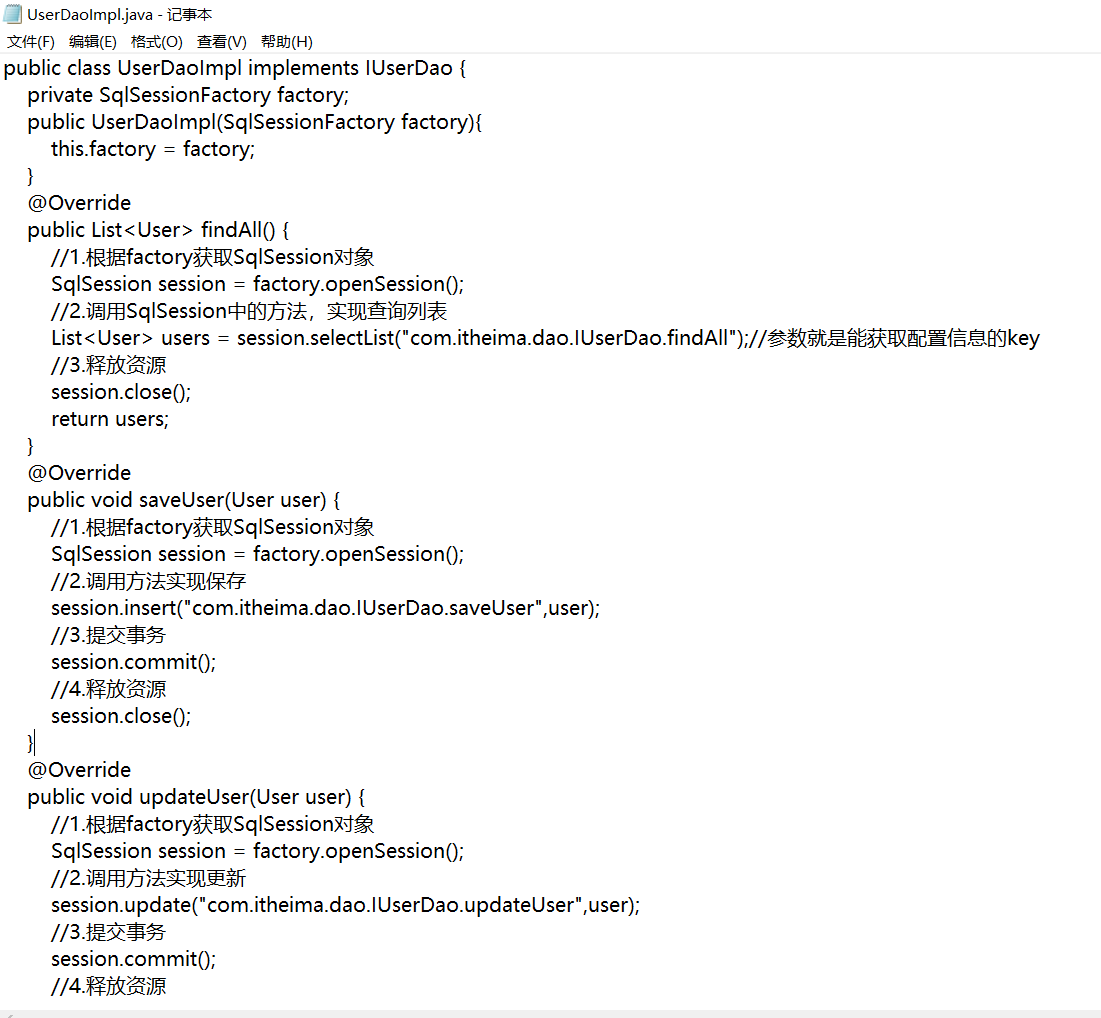 UserDaoImpl.java - 记事本
文件(F) 编辑(E) 格式(O) 查看(V) 帮助(H)
public class UserDaoImpl implements IUserDao {
    private SqlSessionFactory factory;
    public UserDaoImpl(SqlSessionFactory factory){
        this.factory = factory;
    }
    @Override
    public List<User> findAll() {
        //1.根据factory获取SqlSession对象
        SqlSession session = factory.openSession();
        //2.调用SqlSession中的方法，实现查询列表
        List<User> users = session.selectList("com.itheima.dao.IUserDao.findAll");//参数就是能获取配置信息的key
        //3.释放资源
        session.close();
        return users;
    }
    @Override
    public void saveUser(User user) {
        //1.根据factory获取SqlSession对象
        SqlSession session = factory.openSession();
        //2.调用方法实现保存
        session.insert("com.itheima.dao.IUserDao.saveUser",user);
        //3.提交事务
        session.commit();
        //4.释放资源
        session.close();
    }
    @Override
    public void updateUser(User user) {
        //1.根据factory获取SqlSession对象
        SqlSession session = factory.openSession();
        //2.调用方法实现更新
        session.update("com.itheima.dao.IUserDao.updateUser",user);
        //3.提交事务
        session.commit();
        //4.释放资源